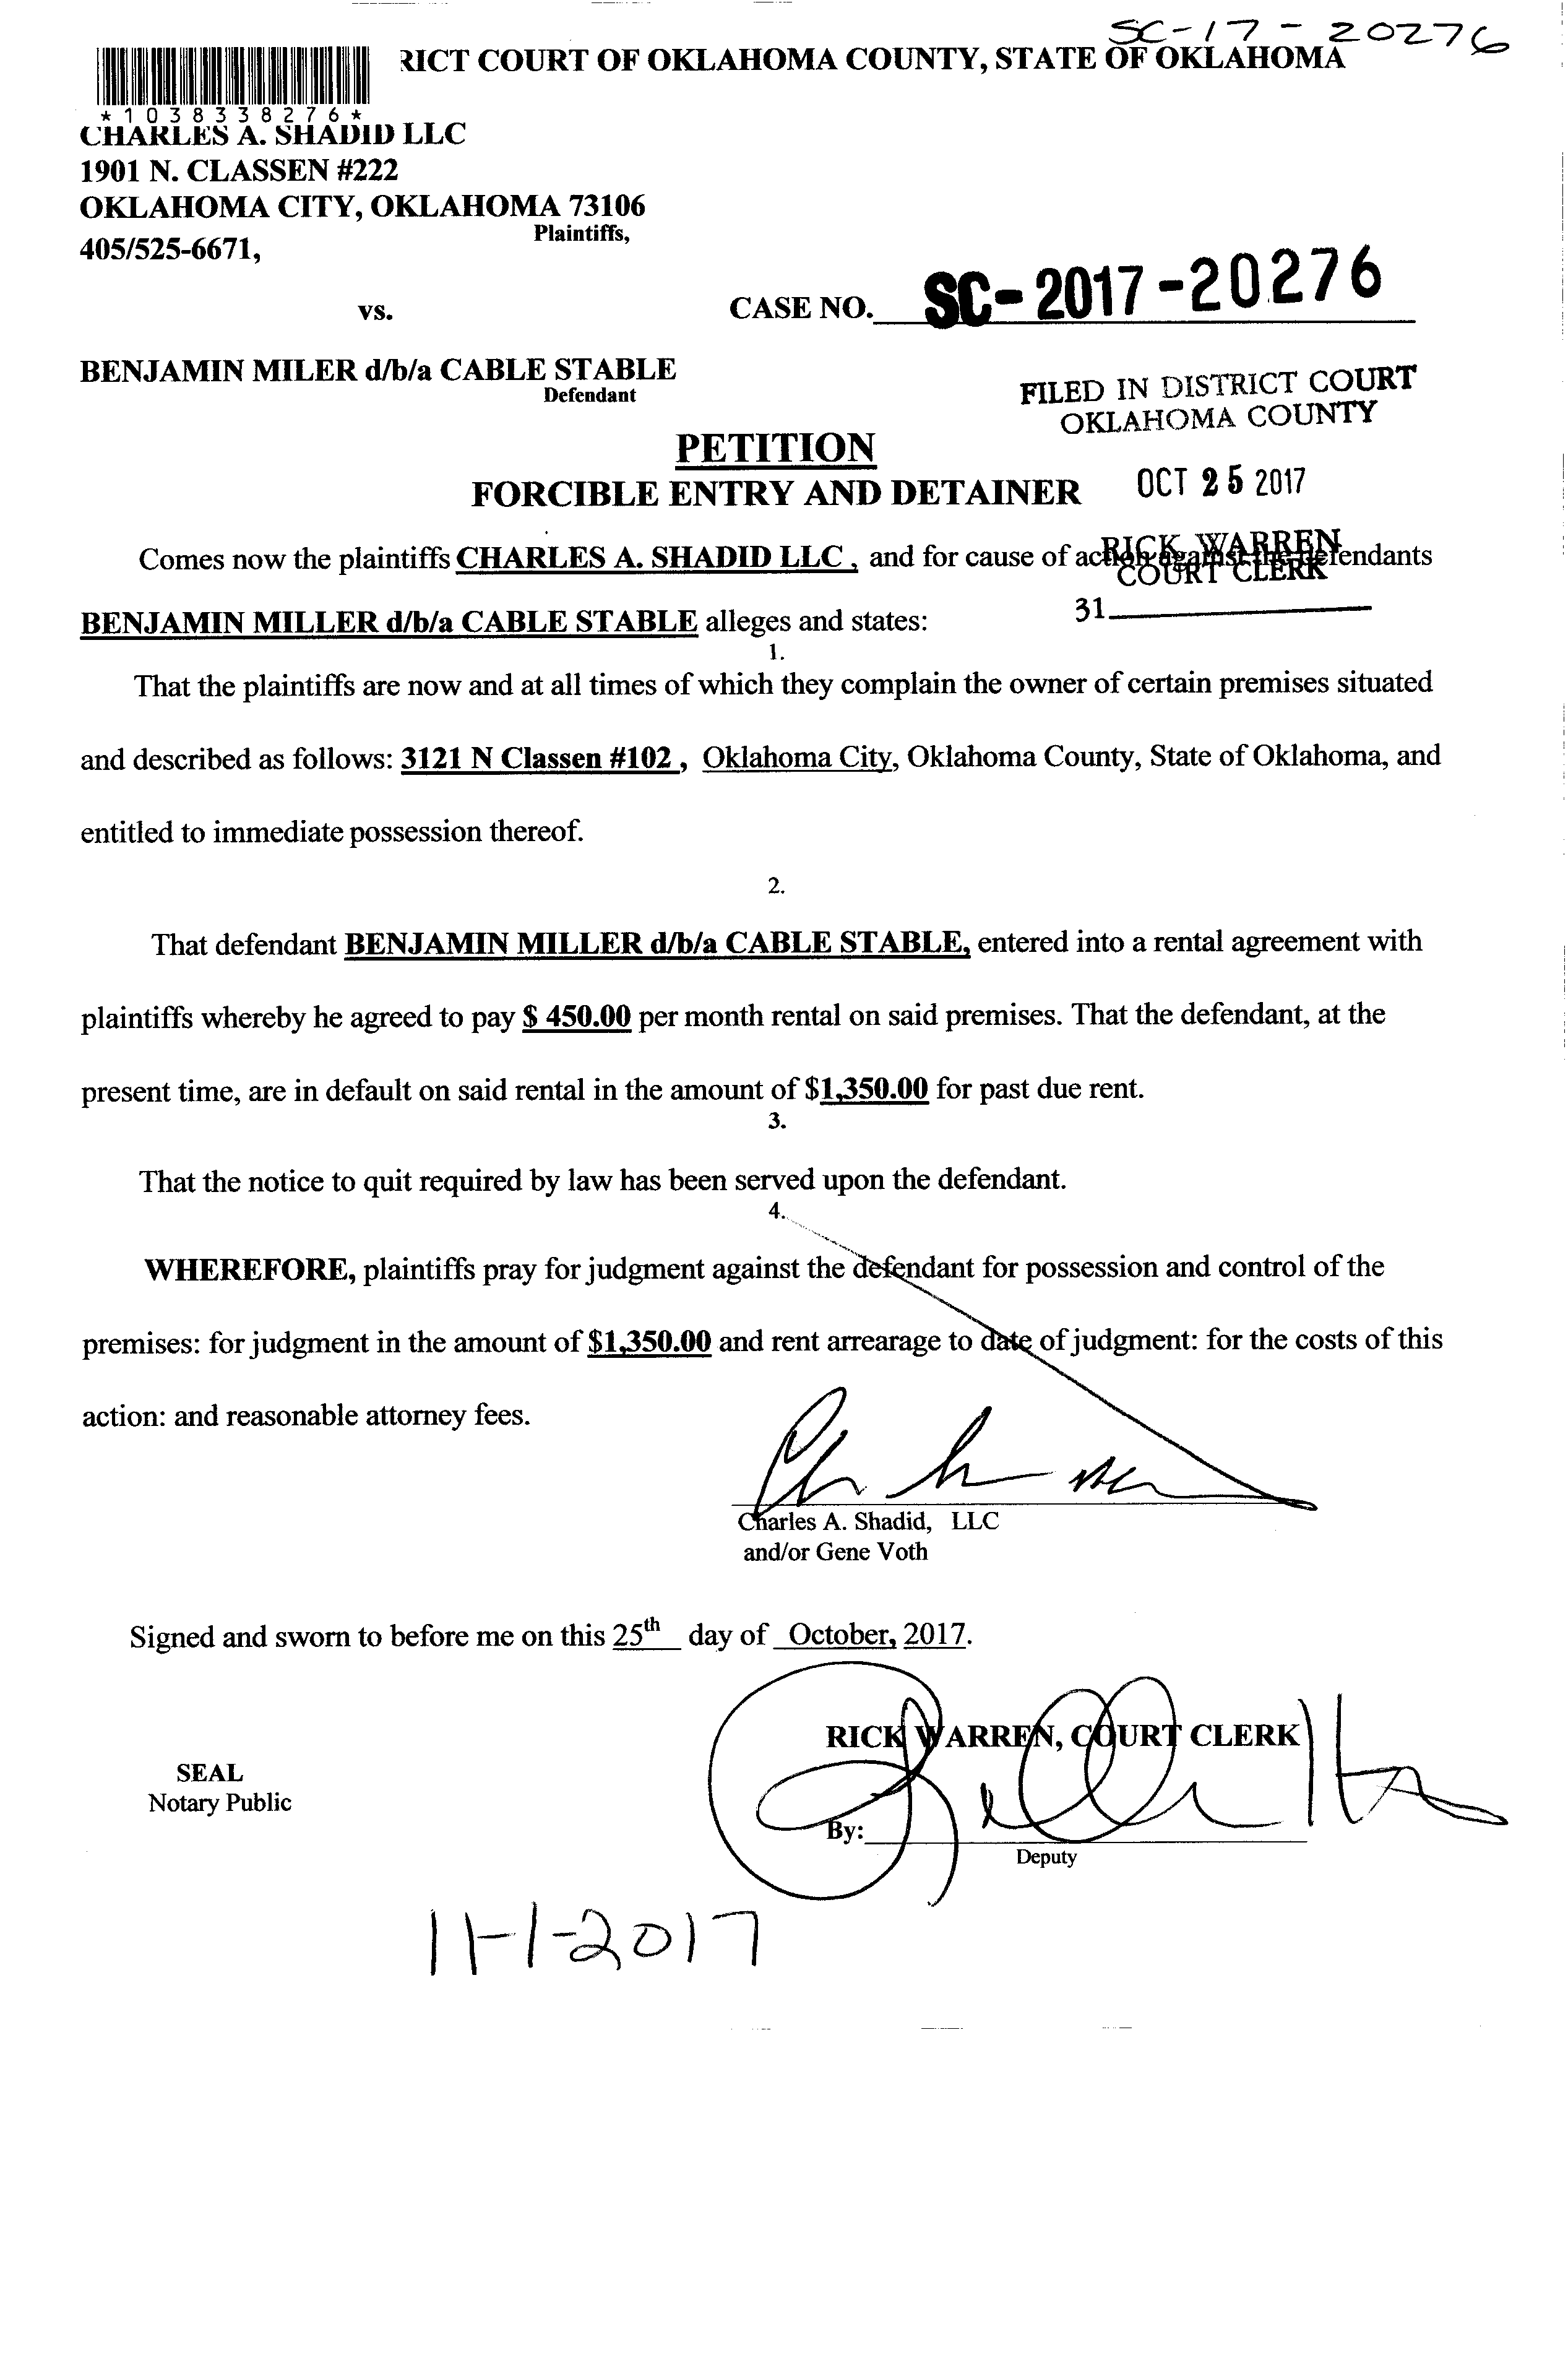 SC-17-20276
RICT COURT OF OKLAHOMA COUNTY, STATE OF OKLAHOMA
*1038338276*
CHARLES A. SHADID LLC
1901 N. CLASSEN #222
OKLAHOMA CITY, OKLAHOMA 73106
Plaintiffs,
405/525-6671,
vs.
CASE NO. SC-2017-20276
BENJAMIN MILER d/b/a CABLE STABLE
Defendant
FILED IN DISTRICT COURT
OKLAHOMA COUNTY
PETITION
FORCIBLE ENTRY AND DETAINER
OCT 25 2017
RICK WARREN
COURT CLERK
31
Comes now the plaintiffs CHARLES A. SHADID LLC , and for cause of action against the defendants
BENJAMIN MILLER d/b/a CABLE STABLE alleges and states:
1.
That the plaintiffs are now and at all times of which they complain the owner of certain premises situated
and described as follows: 3121 N Classen #102 , Oklahoma City, Oklahoma County, State of Oklahoma, and
entitled to immediate possession thereof.
2.
That defendant BENJAMIN MILLER d/b/a CABLE STABLE, entered into a rental agreement with
plaintiffs whereby he agreed to pay $ 450.00 per month rental on said premises. That the defendant, at the
present time, are in default on said rental in the amount of $1,350.00 for past due rent.
3.
That the notice to quit required by law has been served upon the defendant.
4.
WHEREFORE, plaintiffs pray for judgment against the defendant for possession and control of the
premises: for judgment in the amount of $1,350.00 and rent arrearage to date of judgment: for the costs of this
action: and reasonable attorney fees.
Charles A. Shadid, LLC
and/or Gene Voth
Signed and sworn to before me on this 25th day of October, 2017.
RICK WARREN, COURT CLERK
SEAL
Notary Public
By:
Deputy
11-1-2017